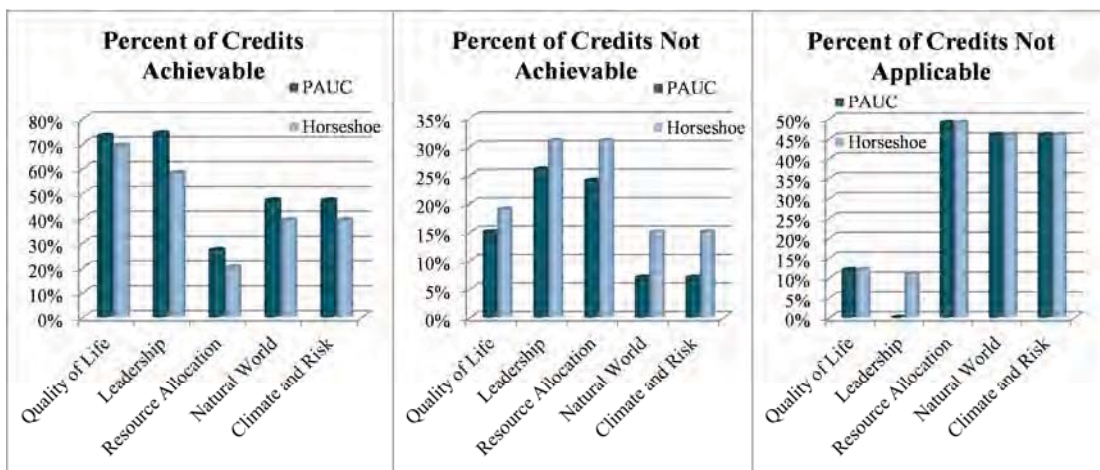 Percent of Credits
Achievable
PAUC
Horseshoe
80%
70%
60%
50%
40%
30%
20%
10%
0%
Quality of Life
Leadership
Resource Allocation
Natural World
Climate and Risk
Percent of Credits Not
Achievable
PAUC
Horseshoe
35%
30%
25%
20%
15%
10%
5%
0%
Quality of Life
Leadership
Resource Allocation
Natural World
Climate and Risk
Percent of Credits Not
Applicable
PAUC
Horseshoe
50%
45%
40%
35%
30%
25%
20%
15%
10%
5%
0%
Quality of Life
Leadership
Resource Allocation
Natural World
Climate and Risk